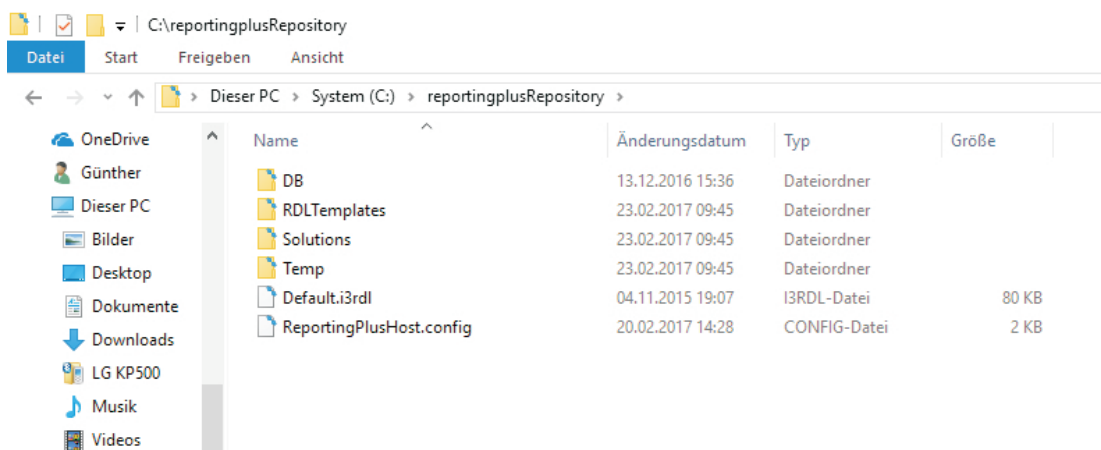 C:\reportingplusRepository
Datei Start Freigeben Ansicht
Dieser PC > System (C:) > reportingplusRepository >
OneDrive
Günther
Dieser PC
Bilder
Desktop
Dokumente
Downloads
LG KP500
Musik
Videos
Name Änderungsdatum Typ Größe
DB 13.12.2016 15:36 Dateiordner
RDLTemplates 23.02.2017 09:45 Dateiordner
Solutions 23.02.2017 09:45 Dateiordner
Temp 23.02.2017 09:45 Dateiordner
Default.i3rdl 04.11.2015 19:07 I3RDL-Datei 80 KB
ReportingPlusHost.config 20.02.2017 14:28 CONFIG-Datei 2 KB